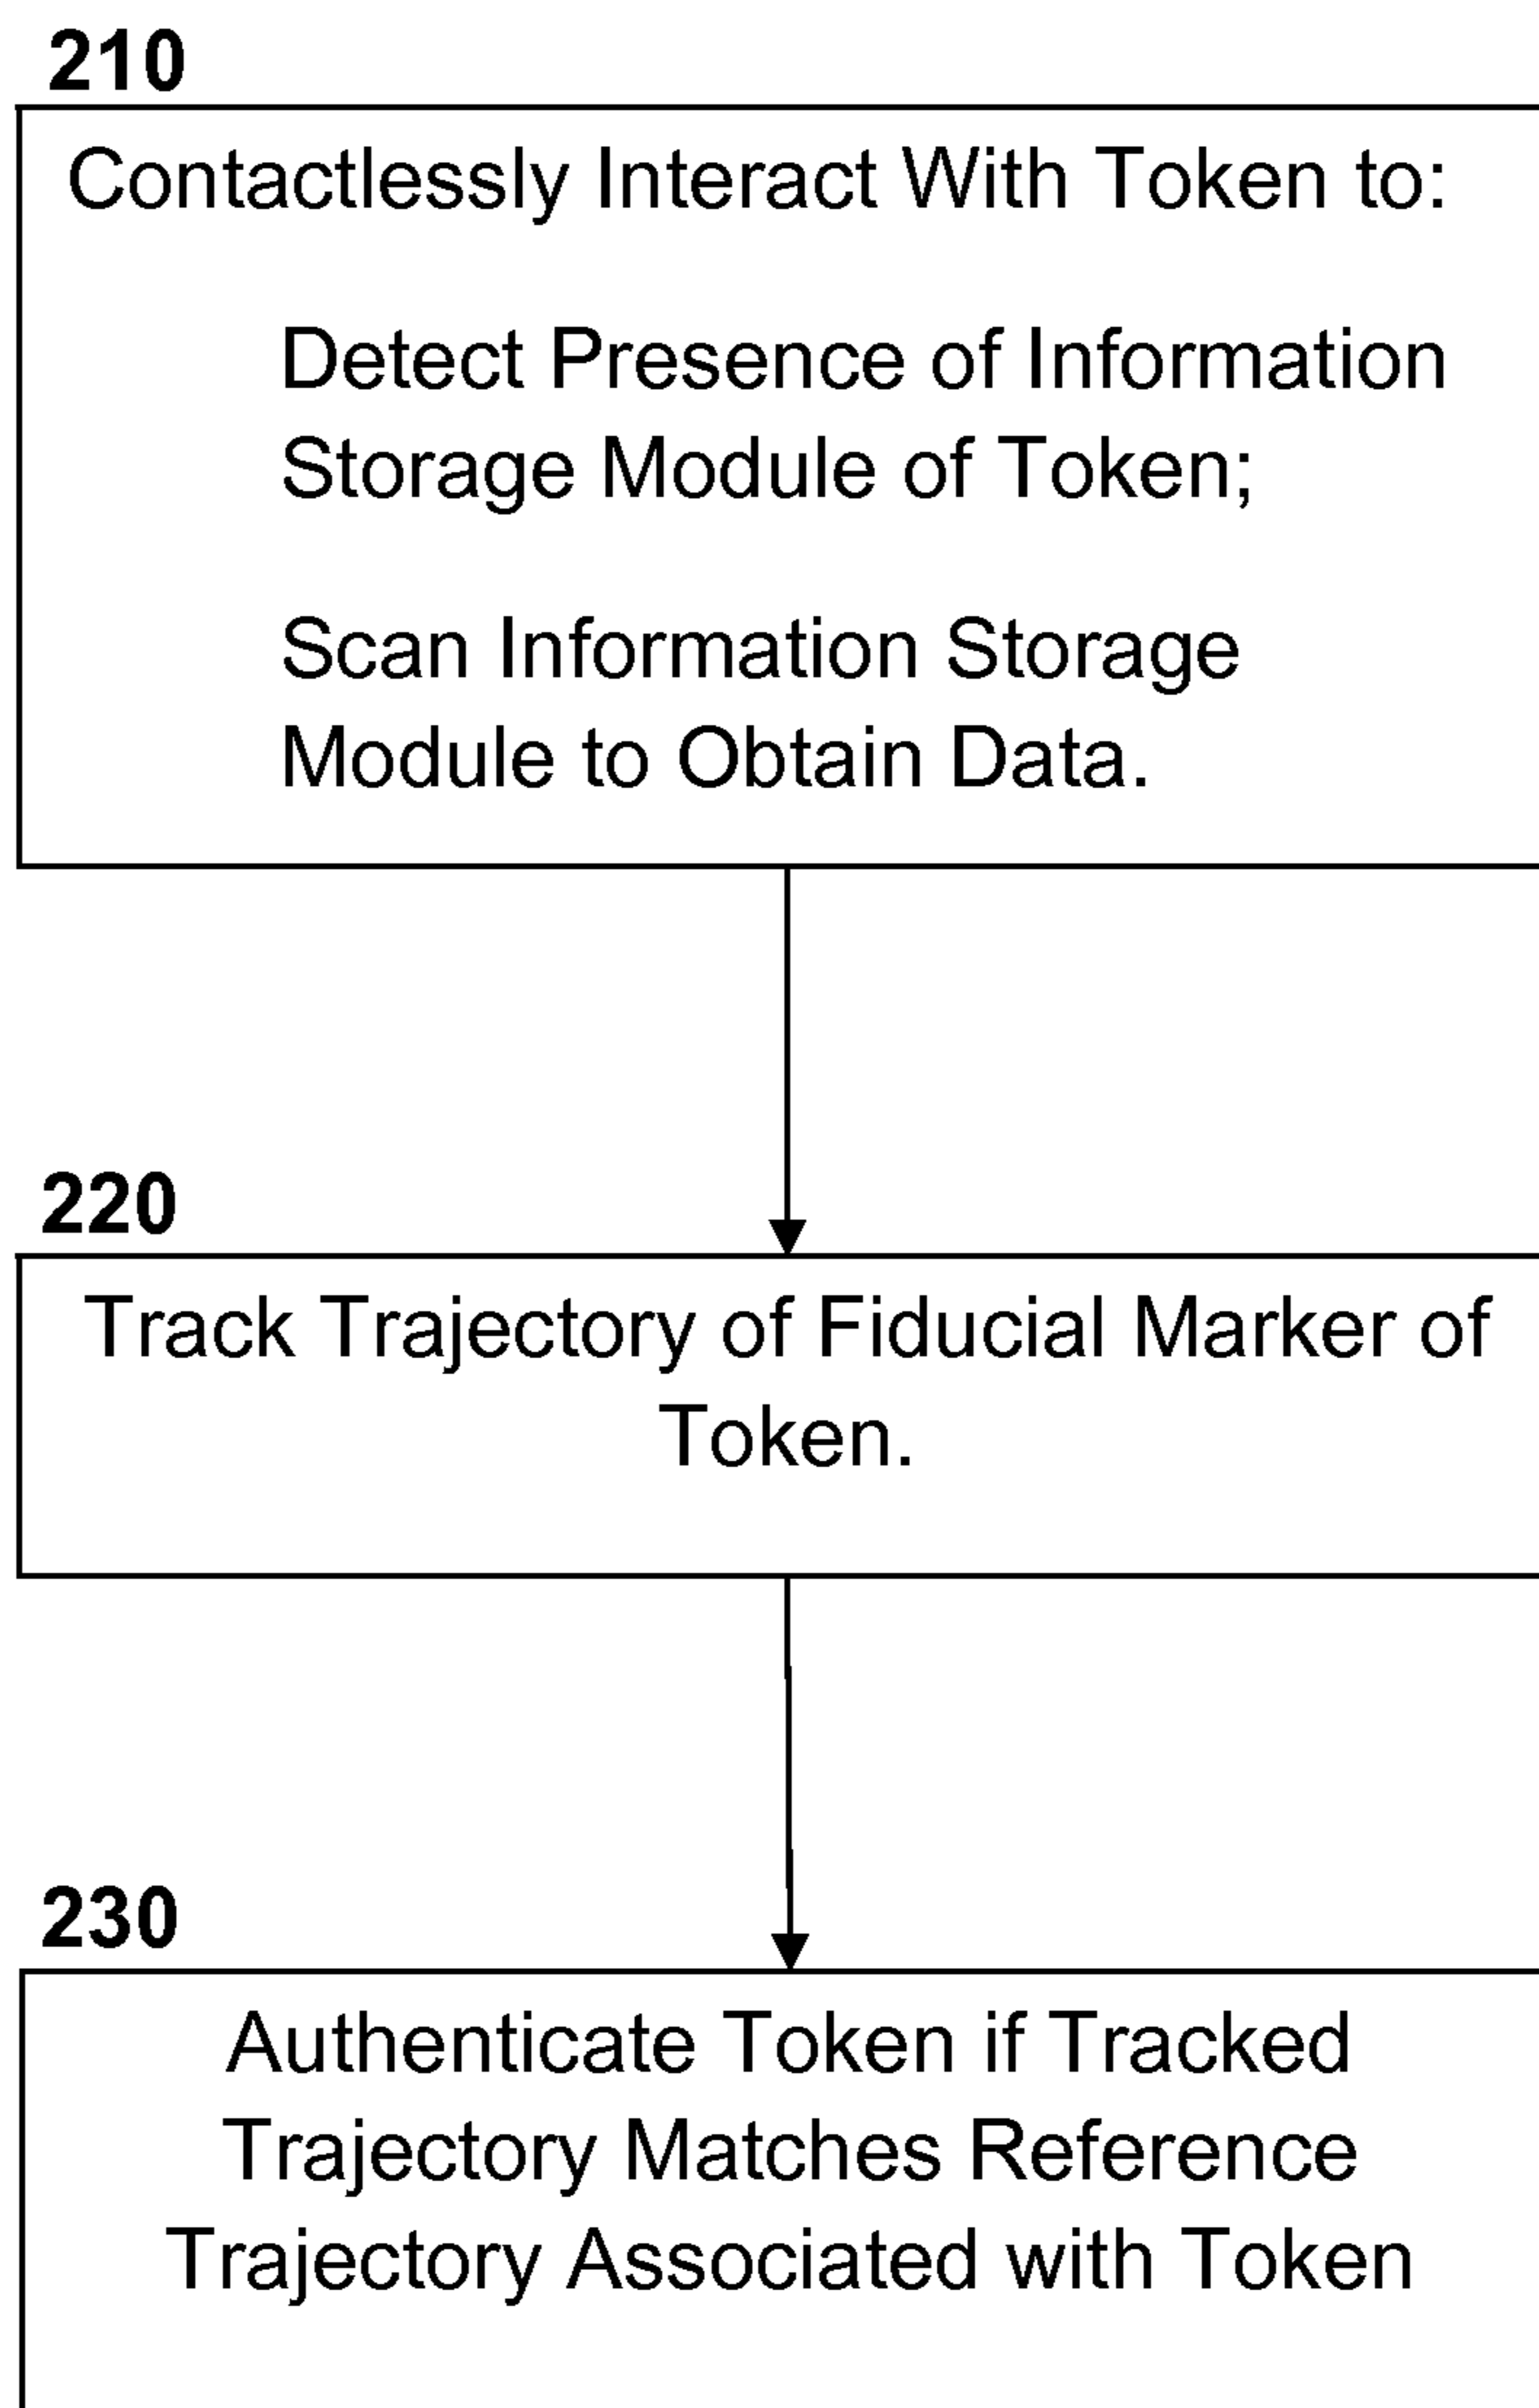 210
Contactlessly Interact With Token to:
Detect Presence of Information
Storage Module of Token;
Scan Information Storage
Module to Obtain Data.
220
Track Trajectory of Fiducial Marker of
Token.
230
Authenticate Token if Tracked
Trajectory Matches Reference
Trajectory Associated with Token